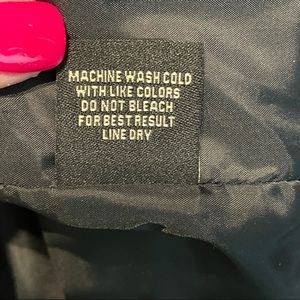 MACHINE WASH COLD
WITH LIKE COLORS
DO NOT BLEACH
FOR BEST RESULT
LINE DRY